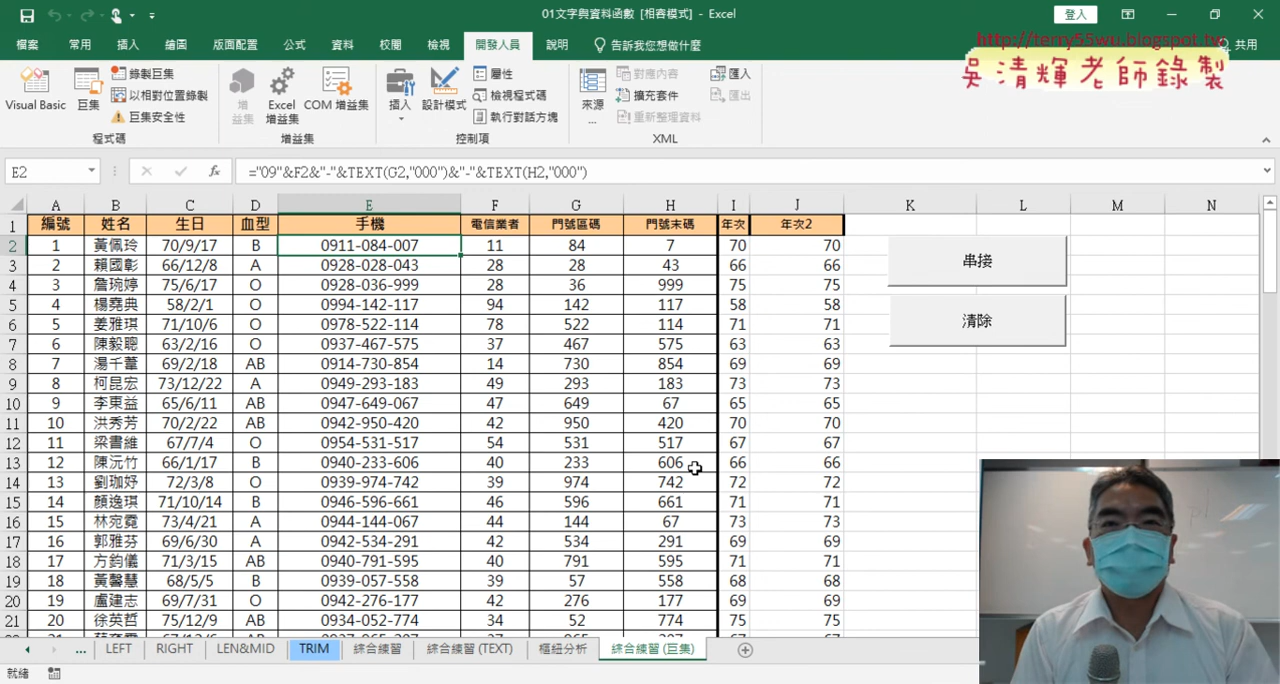 01文字與資料函數 [相容模式] - Excel
登入
檔案 常用 插入 繪圖 版面配置 公式 資料 校閱 檢視 開發人員 說明 告訴我您想做什麼 共用
http://terry55wu.blogspot.tw
吳清輝老師錄製
Visual Basic 巨集 錄製巨集 以相對位置錄製 巨集安全性
增益集 Excel 增益集 COM 增益集
插入 設計模式 屬性 檢視程式碼 執行對話方塊
來源... 對應內容 擴充套件 重新整理資料 匯入 匯出
程式碼 增益集 控制項 XML
E2 fx ="09"&F2&"-"&TEXT(G2,"000")&"-"&TEXT(H2,"000")
A B C D E F G H I J K L M N
1 編號 姓名 生日 血型 手機 電信業者 門號區碼 門號末碼 年次 年次2
2 1 黃佩玲 70/9/17 B 0911-084-007 11 84 7 70 70
3 2 賴國彰 66/12/8 A 0928-028-043 28 28 43 66 66
4 3 詹琬婷 75/6/17 O 0928-036-999 28 36 999 75 75
5 4 楊堯典 58/2/1 O 0994-142-117 94 142 117 58 58
6 5 姜雅琪 71/10/6 O 0978-522-114 78 522 114 71 71
7 6 陳毅聰 63/2/16 O 0937-467-575 37 467 575 63 63
8 7 湯千葦 69/2/18 AB 0914-730-854 14 730 854 69 69
9 8 柯昆宏 73/12/22 A 0949-293-183 49 293 183 73 73
10 9 李東益 65/6/11 AB 0947-649-067 47 649 67 65 65
11 10 洪秀芳 70/2/22 AB 0942-950-420 42 950 420 70 70
12 11 梁書維 67/7/4 O 0954-531-517 54 531 517 67 67
13 12 陳沅竹 66/1/17 B 0940-233-606 40 233 606 66 66
14 13 劉珈妤 72/3/8 O 0939-974-742 39 974 742 72 72
15 14 顏逸琪 71/10/14 B 0946-596-661 46 596 661 71 71
16 15 林宛霓 73/4/21 A 0944-144-067 44 144 67 73 73
17 16 郭雅芬 69/6/30 A 0942-534-291 42 534 291 69 69
18 17 方鈞儀 71/3/15 AB 0940-791-595 40 791 595 71 71
19 18 黃馨慧 68/5/5 B 0939-057-558 39 57 558 68 68
20 19 盧建志 69/7/31 O 0942-276-177 42 276 177 69 69
21 20 徐英哲 75/12/9 AB 0934-052-774 34 52 774 75 75
串接
清除
... LEFT RIGHT LEN&MID TRIM 綜合練習 綜合練習 (TEXT) 樞紐分析 綜合練習 (巨集)
就緒